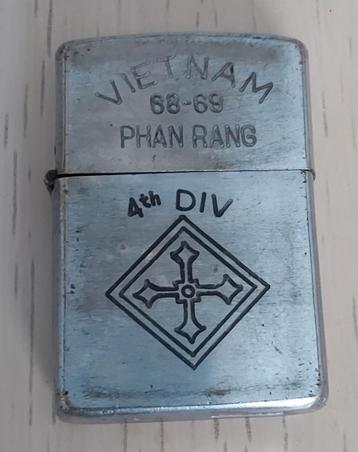 VIETNAM
68-69
PHAN RANG
4th DIV